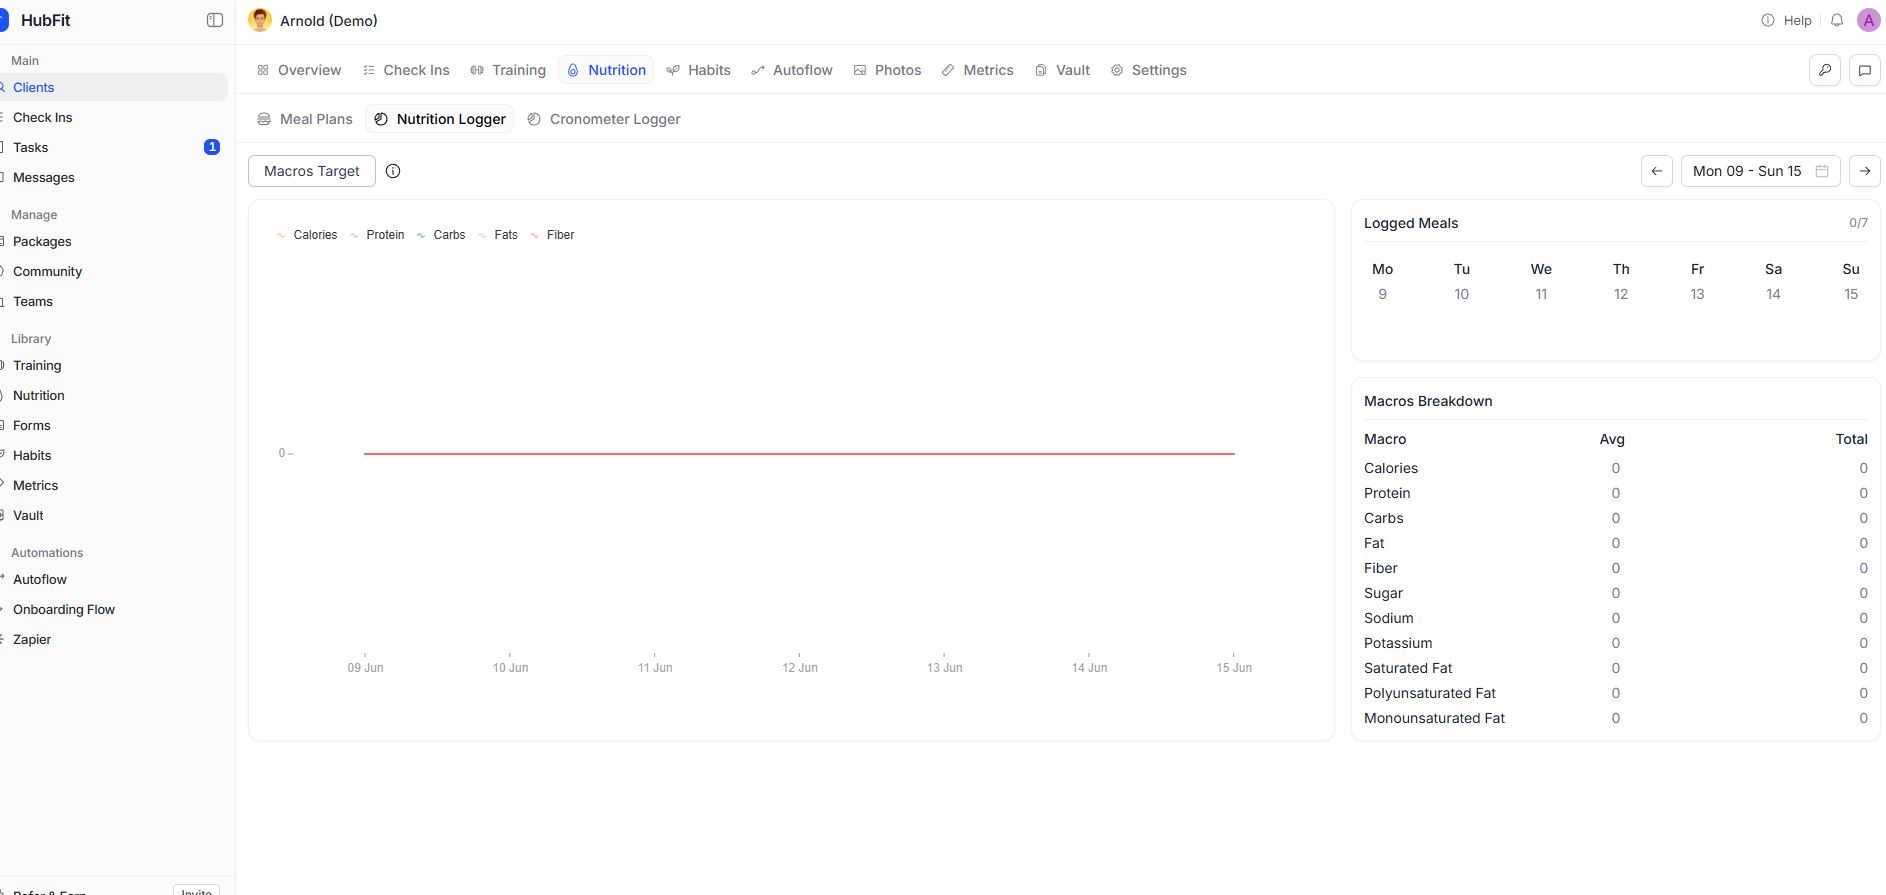 HubFit
Arnold (Demo)
Help
A
Main
Clients
Check Ins
Tasks
1
Messages
Manage
Packages
Community
Teams
Library
Training
Nutrition
Forms
Habits
Metrics
Vault
Automations
Autoflow
Onboarding Flow
Zapier
Refer & Earn
Invite
Overview
Check Ins
Training
Nutrition
Habits
Autoflow
Photos
Metrics
Vault
Settings
Meal Plans
Nutrition Logger
Cronometer Logger
Macros Target
Mon 09 - Sun 15
Calories Protein Carbs Fats Fiber
0
09 Jun 10 Jun 11 Jun 12 Jun 13 Jun 14 Jun 15 Jun
Logged Meals 0/7
Mo Tu We Th Fr Sa Su
9 10 11 12 13 14 15
Macros Breakdown
Macro Avg Total
Calories 0 0
Protein 0 0
Carbs 0 0
Fat 0 0
Fiber 0 0
Sugar 0 0
Sodium 0 0
Potassium 0 0
Saturated Fat 0 0
Polyunsaturated Fat 0 0
Monounsaturated Fat 0 0